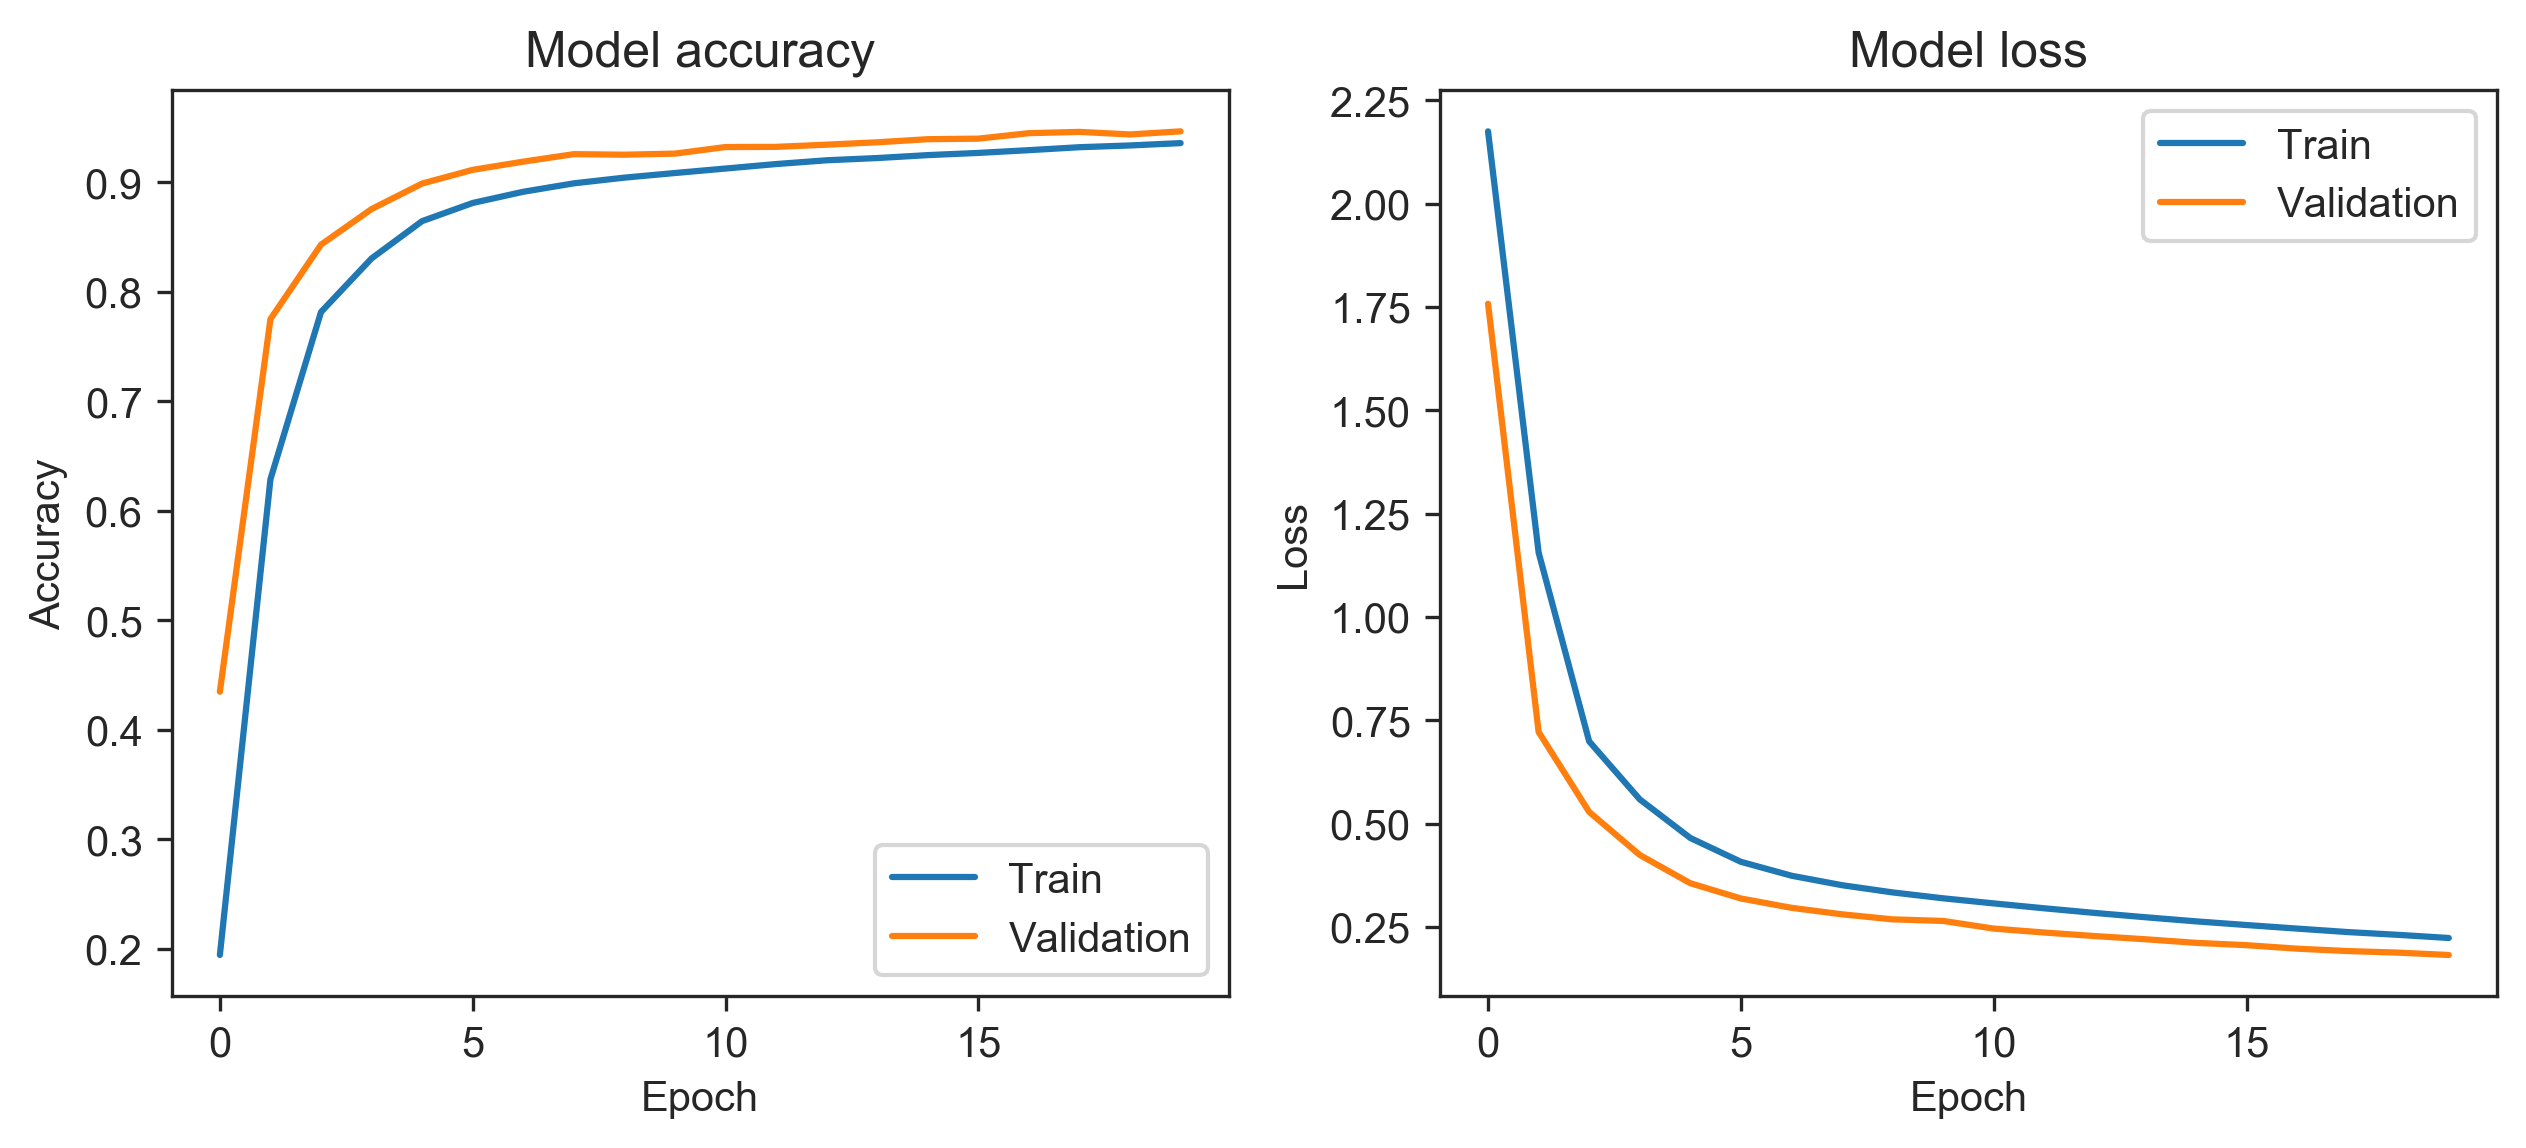 Model accuracy
Accuracy
0.9
0.8
0.7
0.6
0.5
0.4
0.3
0.2
Train
Validation
0 5 10 15
Epoch
Model loss
Loss
2.25
2.00
1.75
1.50
1.25
1.00
0.75
0.50
0.25
Train
Validation
0 5 10 15
Epoch